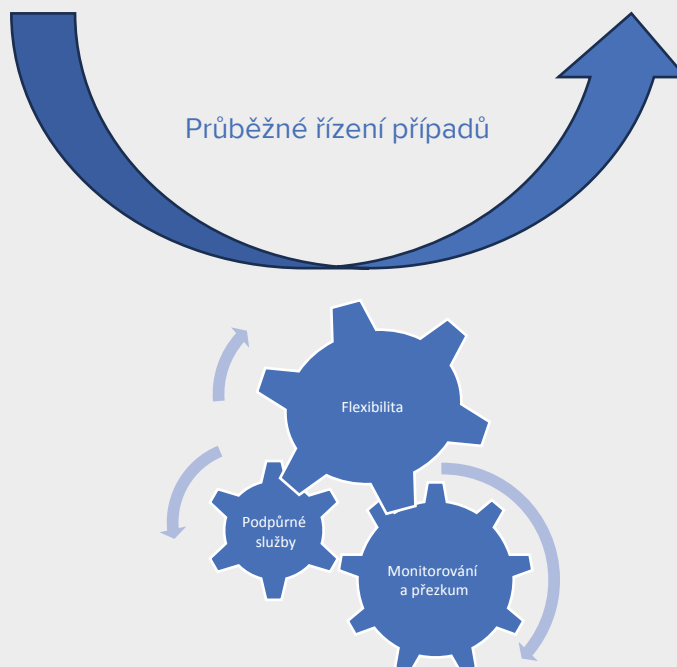 Průběžné řízení případů
Flexibilita
Podpůrné
služby
Monitorování
a přezkum